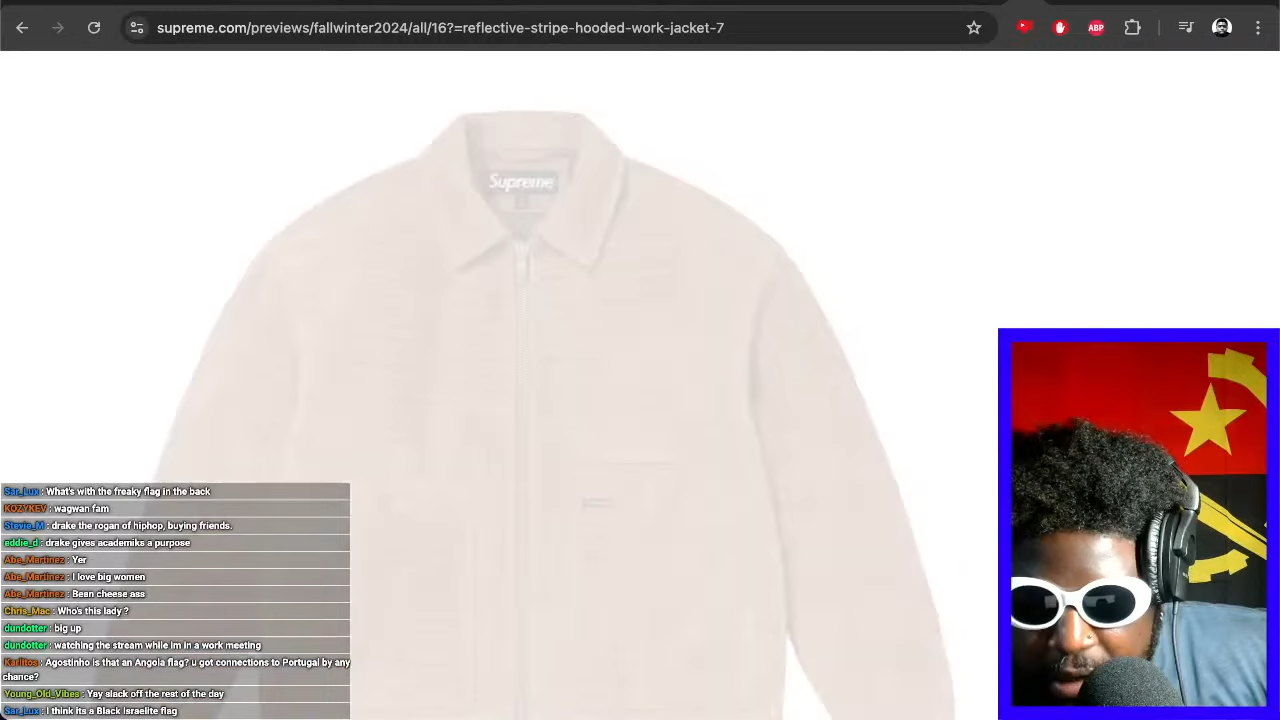 supreme.com/previews/fallwinter2024/all/16?=reflective-stripe-hooded-work-jacket-7
ABP
Supreme
Sar_Lux : What's with the freaky flag in the back
KOZYKEV : wagwan fam
Stevie_M : drake the rogan of hiphop, buying friends.
eddie_d : drake gives academiks a purpose
Abe_Martinez : Yer
Abe_Martinez : I love big women
Abe_Martinez : Bean cheese ass
Chris_Mac : Who's this lady ?
dundotter : big up
dundotter : watching the stream while im in a work meeting
Karlitos : Agostinho is that an Angola flag? u got connections to Portugal by any
chance?
Young_Old_Vibes : Yay slack off the rest of the day
Sar_Lux : I think its a Black Israelite flag